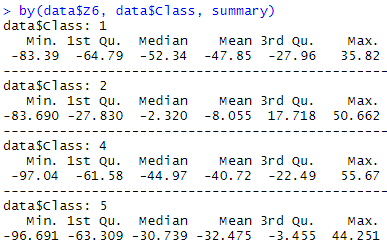 > by(data$Z6, data$Class, summary)
data$Class: 1
Min. 1st Qu. Median Mean 3rd Qu. Max.
-83.39 -64.79 -52.34 -47.85 -27.96 35.82
------------------------------------------------------
data$Class: 2
Min. 1st Qu. Median Mean 3rd Qu. Max.
-83.690 -27.830 -2.320 -8.055 17.718 50.662
------------------------------------------------------
data$Class: 4
Min. 1st Qu. Median Mean 3rd Qu. Max.
-97.04 -61.58 -44.97 -40.72 -22.49 55.67
------------------------------------------------------
data$Class: 5
Min. 1st Qu. Median Mean 3rd Qu. Max.
-96.691 -63.309 -30.739 -32.475 -3.455 44.251